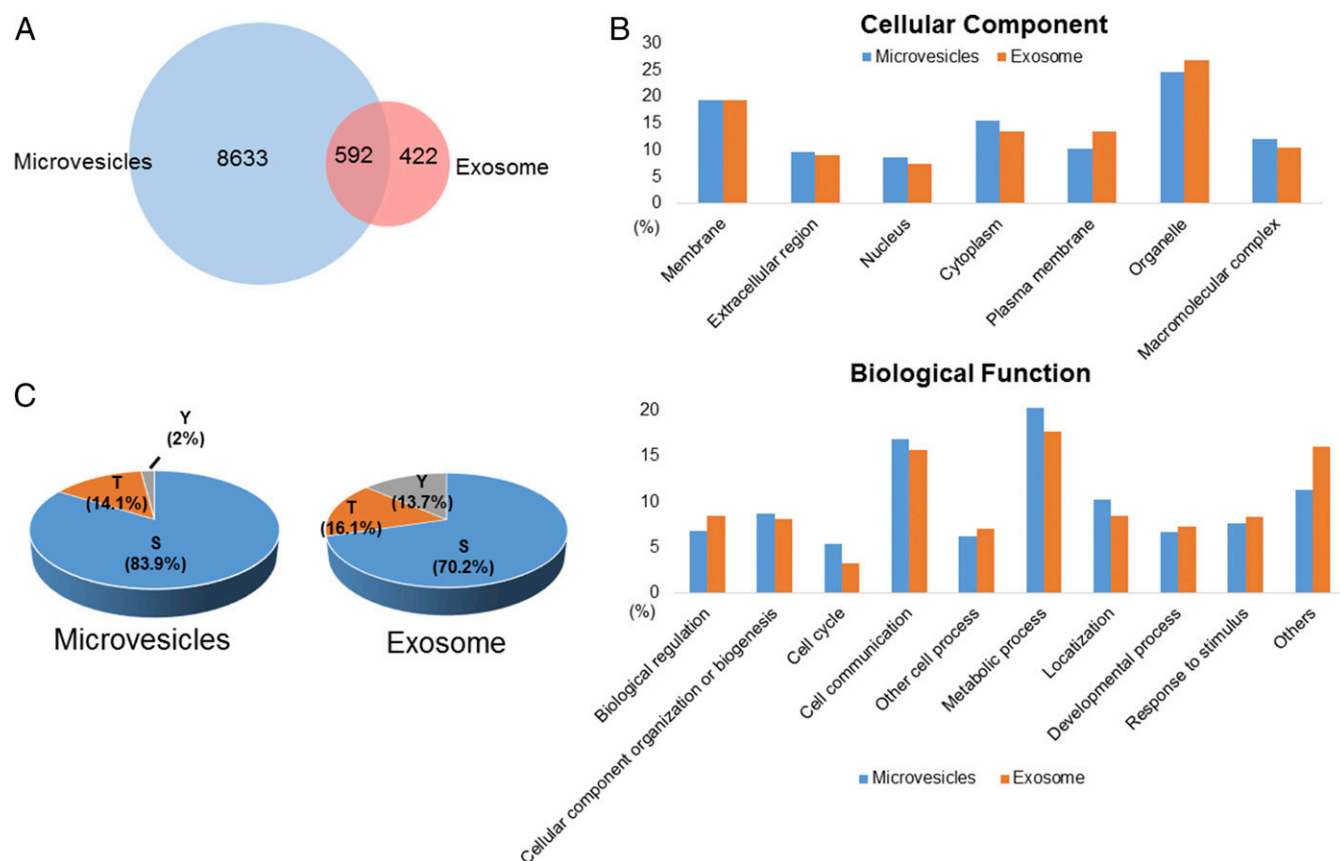 A
Microvesicles
8633
592
422
Exosome
B
Cellular Component
Microvesicles
Exosome
30
25
20
15
10
5
0
(%)
Membrane
Extracellular region
Nucleus
Cytoplasm
Plasma membrane
Organelle
Macromolecular complex
C
Y
(2%)
T
(14.1%)
S
(83.9%)
Microvesicles
Y
(13.7%)
T
(16.1%)
S
(70.2%)
Exosome
Biological Function
20
15
10
5
0
(%)
Biological regulation
Cellular component organization or biogenesis
Cell cycle
Cell communication
Other cell process
Metabolic process
Locatization
Developmental process
Response to stimulus
Others
Microvesicles
Exosome